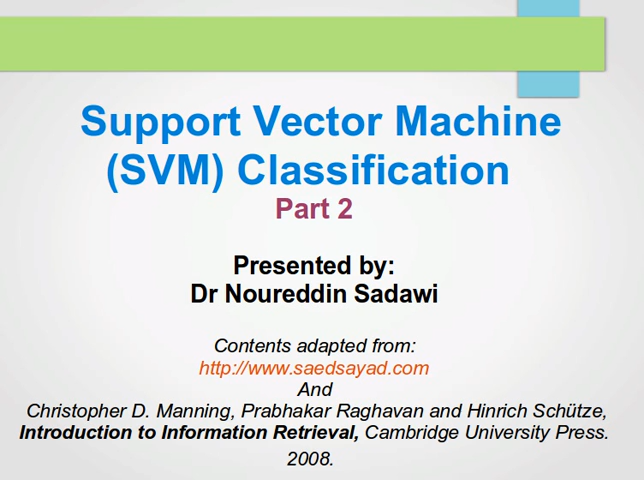 Support Vector Machine
(SVM) Classification
Part 2
Presented by:
Dr Noureddin Sadawi
Contents adapted from:
http://www.saedsayad.com
And
Christopher D. Manning, Prabhakar Raghavan and Hinrich Schütze,
Introduction to Information Retrieval, Cambridge University Press.
2008.